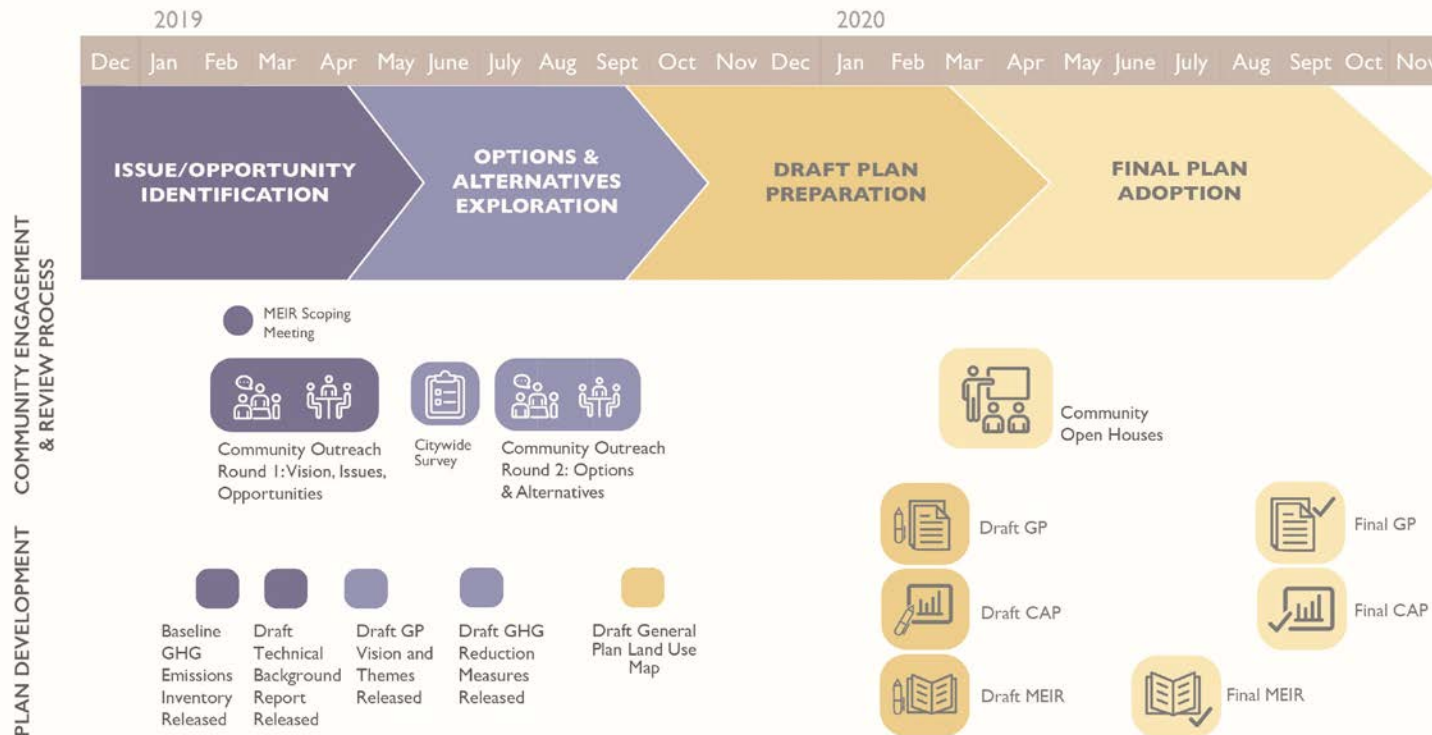 2019
2020
Dec Jan Feb Mar Apr May June July Aug Sept Oct Nov Dec Jan Feb Mar Apr May June July Aug Sept Oct Nov
ISSUE/OPPORTUNITY
IDENTIFICATION
OPTIONS &
ALTERNATIVES
EXPLORATION
DRAFT PLAN
PREPARATION
FINAL PLAN
ADOPTION
COMMUNITY ENGAGEMENT
& REVIEW PROCESS
MEIR Scoping
Meeting
Community Outreach
Round 1: Vision, Issues,
Opportunities
Citywide
Survey
Community Outreach
Round 2: Options
& Alternatives
Community
Open Houses
PLAN DEVELOPMENT
Baseline
GHG
Emissions
Inventory
Released
Draft
Technical
Background
Report
Released
Draft GP
Vision and
Themes
Released
Draft GHG
Reduction
Measures
Released
Draft General
Plan Land Use
Map
Draft GP
Draft CAP
Draft MEIR
Final GP
Final CAP
Final MEIR